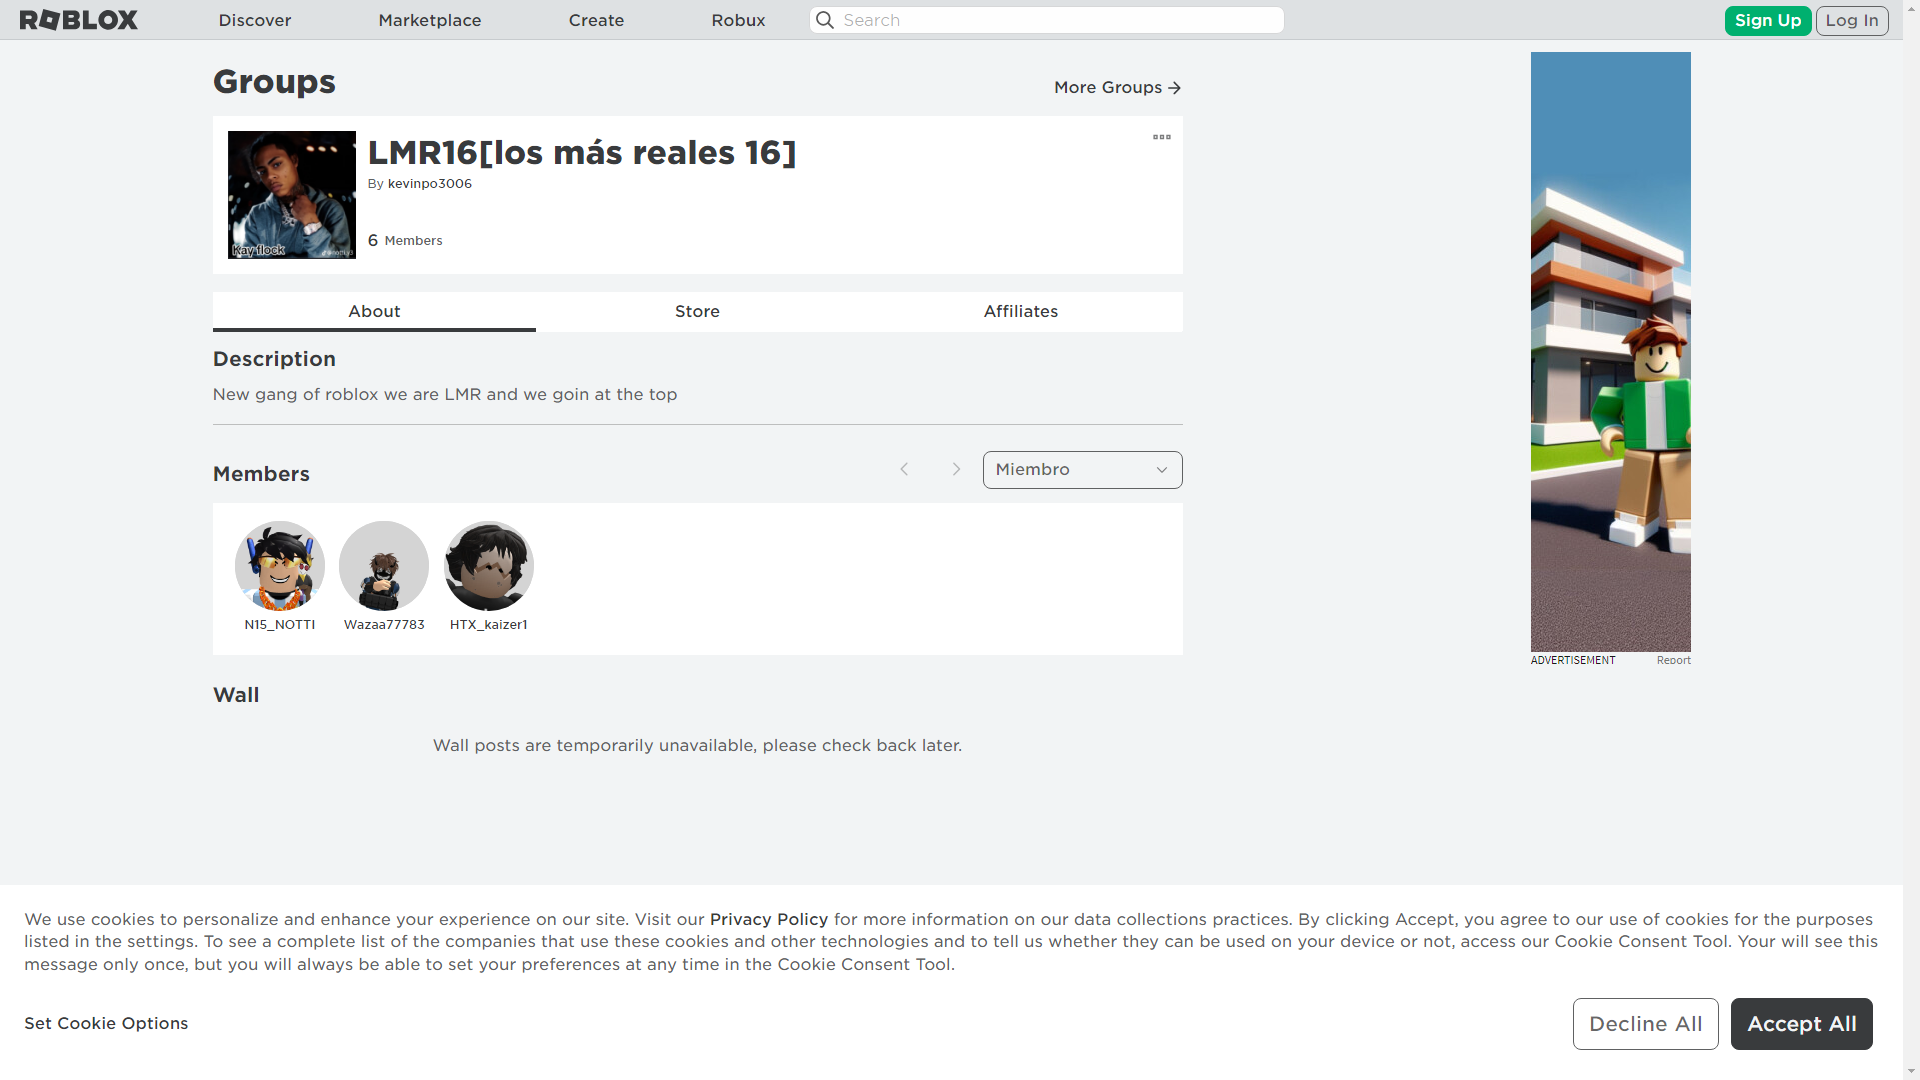 ROBLOX
Discover
Marketplace
Create
Robux
Search
Sign Up
Log In
Groups
More Groups
LMR16[los más reales 16]
By kevinpo3006
6 Members
Kay flock
About
Store
Affiliates
Description
New gang of roblox we are LMR and we goin at the top
Members
Miembro
N15_NOTTI
Wazaa77783
HTX_kaizer1
Wall
Wall posts are temporarily unavailable, please check back later.
ADVERTISEMENT
Report
We use cookies to personalize and enhance your experience on our site. Visit our Privacy Policy for more information on our data collections practices. By clicking Accept, you agree to our use of cookies for the purposes
listed in the settings. To see a complete list of the companies that use these cookies and other technologies and to tell us whether they can be used on your device or not, access our Cookie Consent Tool. Your will see this
message only once, but you will always be able to set your preferences at any time in the Cookie Consent Tool.
Set Cookie Options
Decline All
Accept All